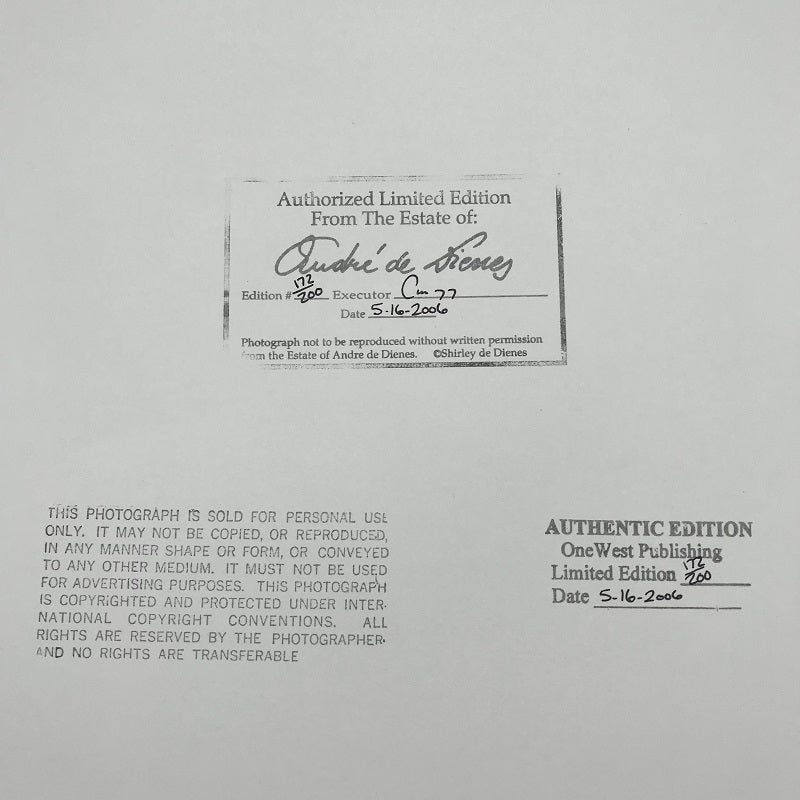 Authorized Limited Edition
From The Estate of:
André de Dienes
Edition # 172/200 Executor
Date 5-16-2006
Photograph not to be reproduced without written permission
from the Estate of Andre de Dienes. ©Shirley de Dienes
THIS PHOTOGRAPH IS SOLD FOR PERSONAL USE
ONLY. IT MAY NOT BE COPIED, OR REPRODUCED,
IN ANY MANNER SHAPE OR FORM, OR CONVEYED
TO ANY OTHER MEDIUM. IT MUST NOT BE USED
FOR ADVERTISING PURPOSES. THIS PHOTOGRAPH
IS COPYRIGHTED AND PROTECTED UNDER INTER-
NATIONAL COPYRIGHT CONVENTIONS. ALL
RIGHTS ARE RESERVED BY THE PHOTOGRAPHER
AND NO RIGHTS ARE TRANSFERABLE
AUTHENTIC EDITION
OneWest Publishing
Limited Edition 172/200
Date 5-16-2006